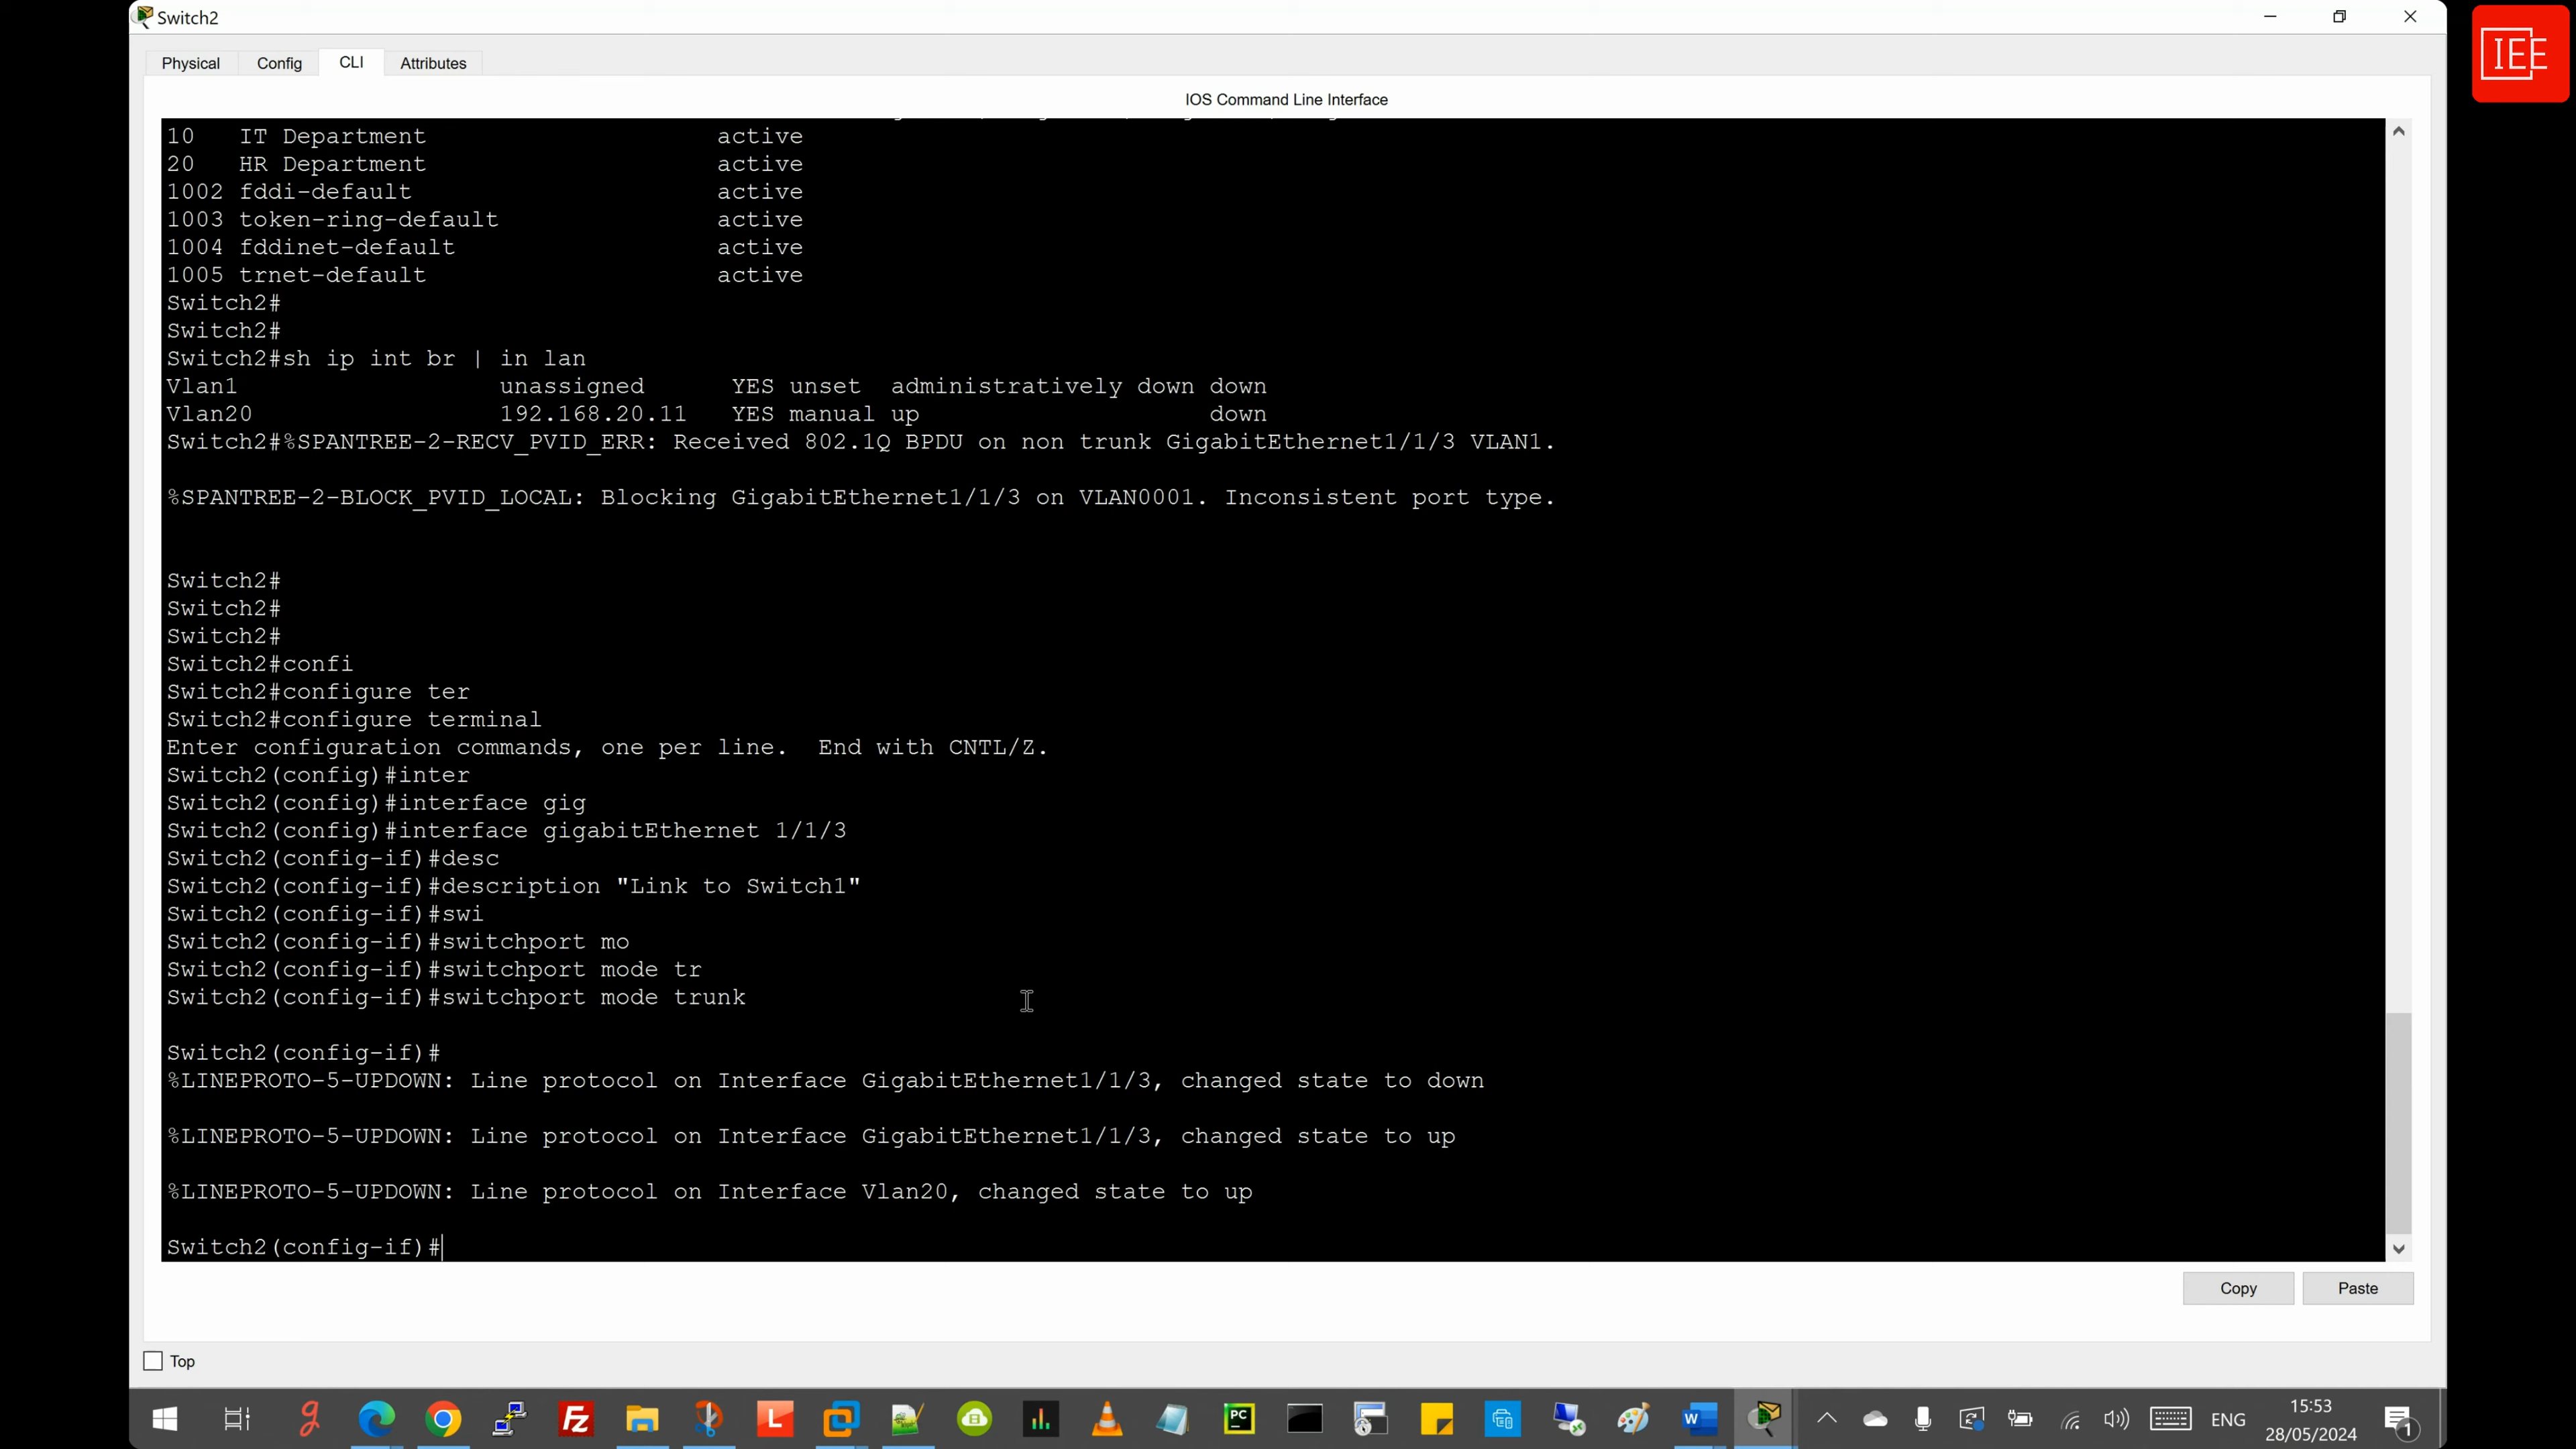 Switch2
IEE
Physical Config CLI Attributes
IOS Command Line Interface
10 IT Department active
20 HR Department active
1002 fddi-default active
1003 token-ring-default active
1004 fddinet-default active
1005 trnet-default active
Switch2#
Switch2#
Switch2#sh ip int br | in lan
Vlan1 unassigned YES unset administratively down down
Vlan20 192.168.20.11 YES manual up down
Switch2#%SPANTREE-2-RECV_PVID_ERR: Received 802.1Q BPDU on non trunk GigabitEthernet1/1/3 VLAN1.
%SPANTREE-2-BLOCK_PVID_LOCAL: Blocking GigabitEthernet1/1/3 on VLAN0001. Inconsistent port type.
Switch2#
Switch2#
Switch2#
Switch2#confi
Switch2#configure ter
Switch2#configure terminal
Enter configuration commands, one per line. End with CNTL/Z.
Switch2(config)#inter
Switch2(config)#interface gig
Switch2(config)#interface gigabitEthernet 1/1/3
Switch2(config-if)#desc
Switch2(config-if)#description "Link to Switch1"
Switch2(config-if)#swi
Switch2(config-if)#switchport mo
Switch2(config-if)#switchport mode tr
Switch2(config-if)#switchport mode trunk
Switch2(config-if)#
%LINEPROTO-5-UPDOWN: Line protocol on Interface GigabitEthernet1/1/3, changed state to down
%LINEPROTO-5-UPDOWN: Line protocol on Interface GigabitEthernet1/1/3, changed state to up
%LINEPROTO-5-UPDOWN: Line protocol on Interface Vlan20, changed state to up
Switch2(config-if)#
Copy Paste
Top
ENG
15:53
28/05/2024
1